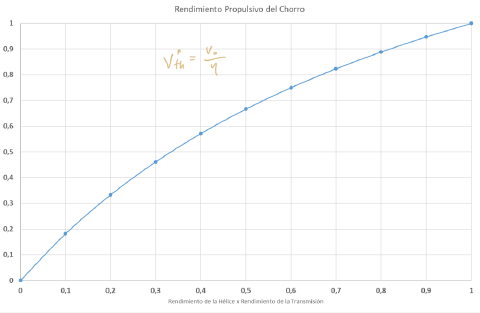 Rendimiento Propulsivo del Chorro
1
0,9
0,8
0,7
0,6
0,5
0,4
0,3
0,2
0,1
0
V*th = v₀/η
0 0,1 0,2 0,3 0,4 0,5 0,6 0,7 0,8 0,9 1
Rendimiento de la Hélice x Rendimiento de la Transmisión